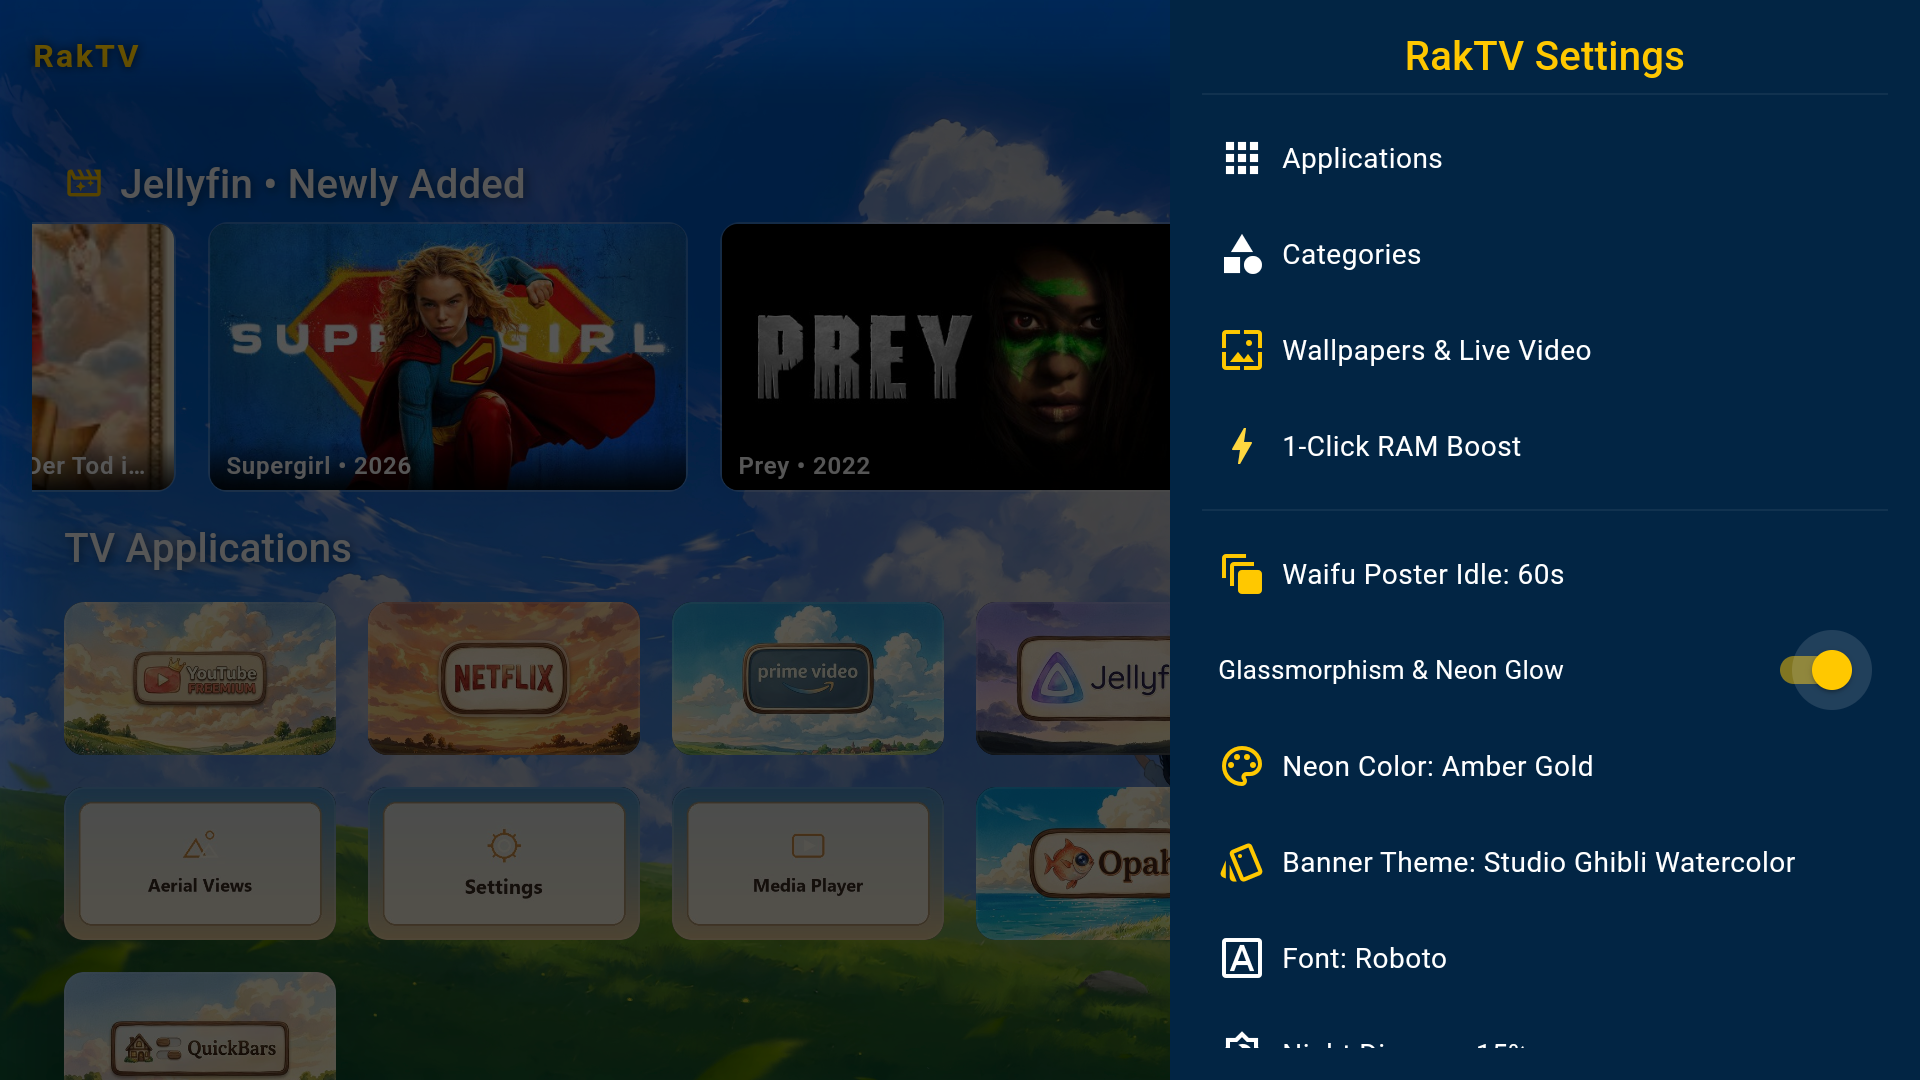 RakTV
Jellyfin • Newly Added
Der Tod i...
SUPERGIRL
Supergirl • 2026
PREY
Prey • 2022
TV Applications
YouTube
FREEMIUM
NETFLIX
prime video
Jellyf
Aerial Views
Settings
Media Player
Opah
QuickBars
RakTV Settings
Applications
Categories
Wallpapers & Live Video
1-Click RAM Boost
Waifu Poster Idle: 60s
Glassmorphism & Neon Glow
Neon Color: Amber Gold
Banner Theme: Studio Ghibli Watercolor
Font: Roboto